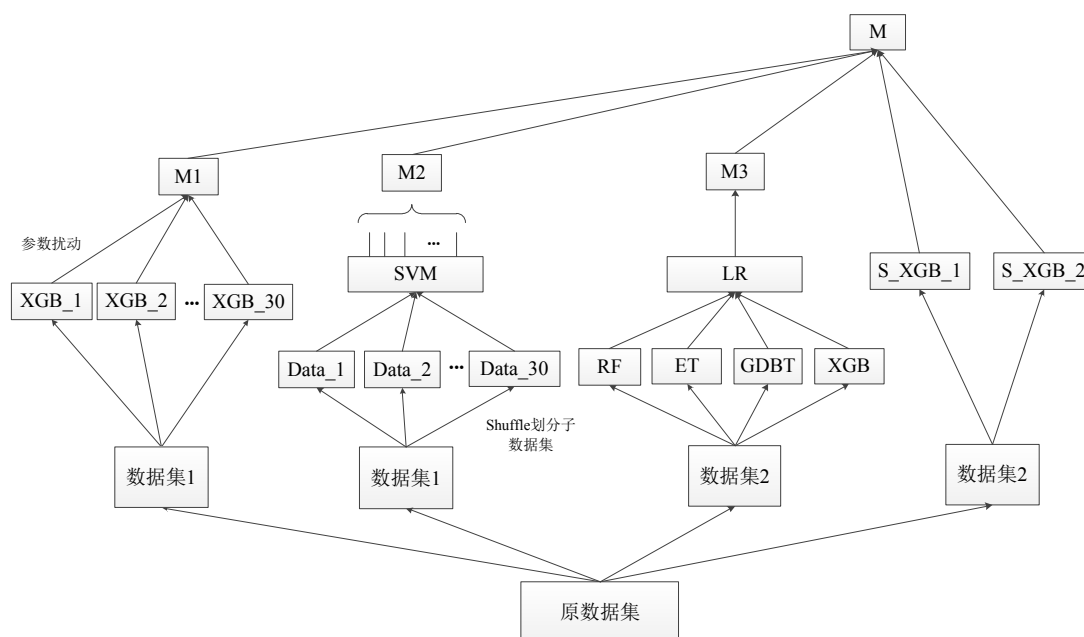 M
M1
M2
M3
参数扰动
...
SVM
LR
S_XGB_1
S_XGB_2
XGB_1
XGB_2
...
XGB_30
Data_1
Data_2
...
Data_30
RF
ET
GDBT
XGB
Shuffle划分子
数据集
数据集1
数据集1
数据集2
数据集2
原数据集